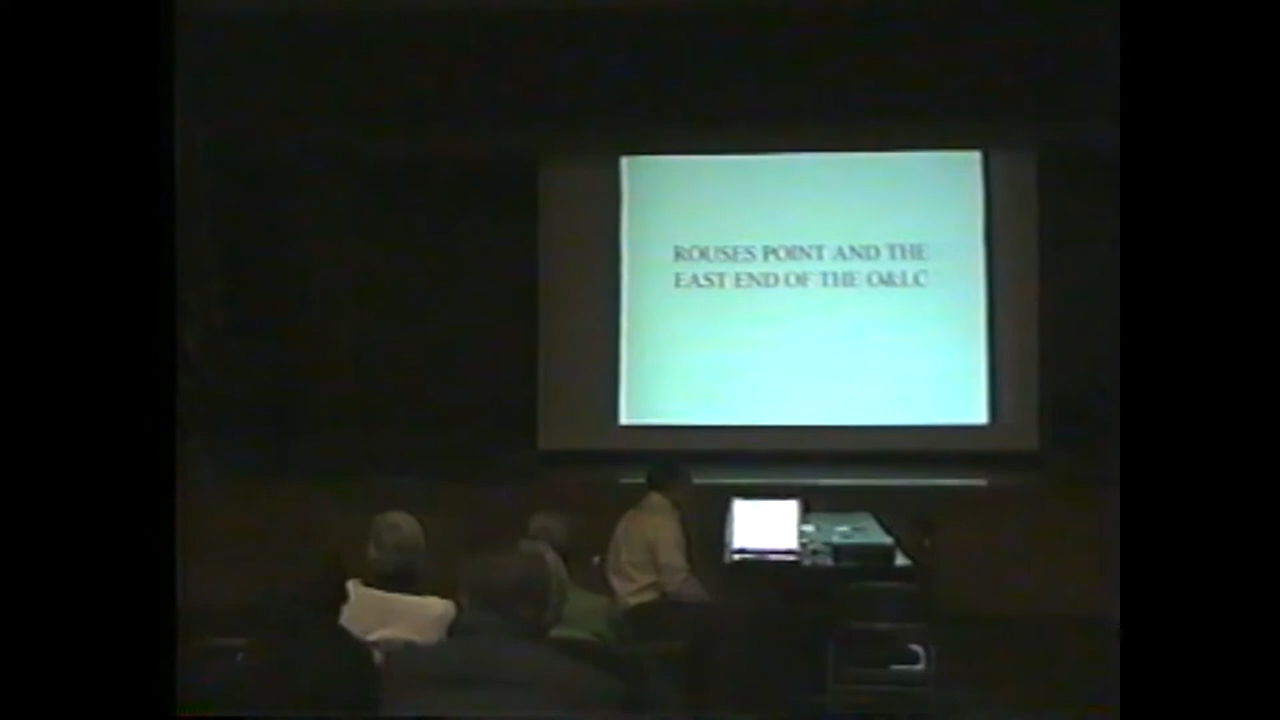 ROUSES POINT AND THE
EAST END OF THE O&LC